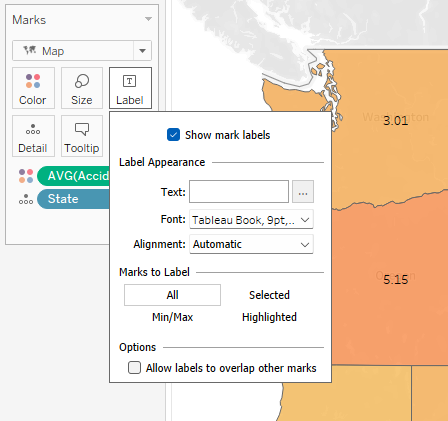 Marks
Map
Color Size Label
Detail Tooltip
AVG(Accid
State
Show mark labels
Label Appearance
Text: ...
Font: Tableau Book, 9pt,...
Alignment: Automatic
Marks to Label
All Selected
Min/Max Highlighted
Options
Allow labels to overlap other marks
Washington
3.01
Oregon
5.15